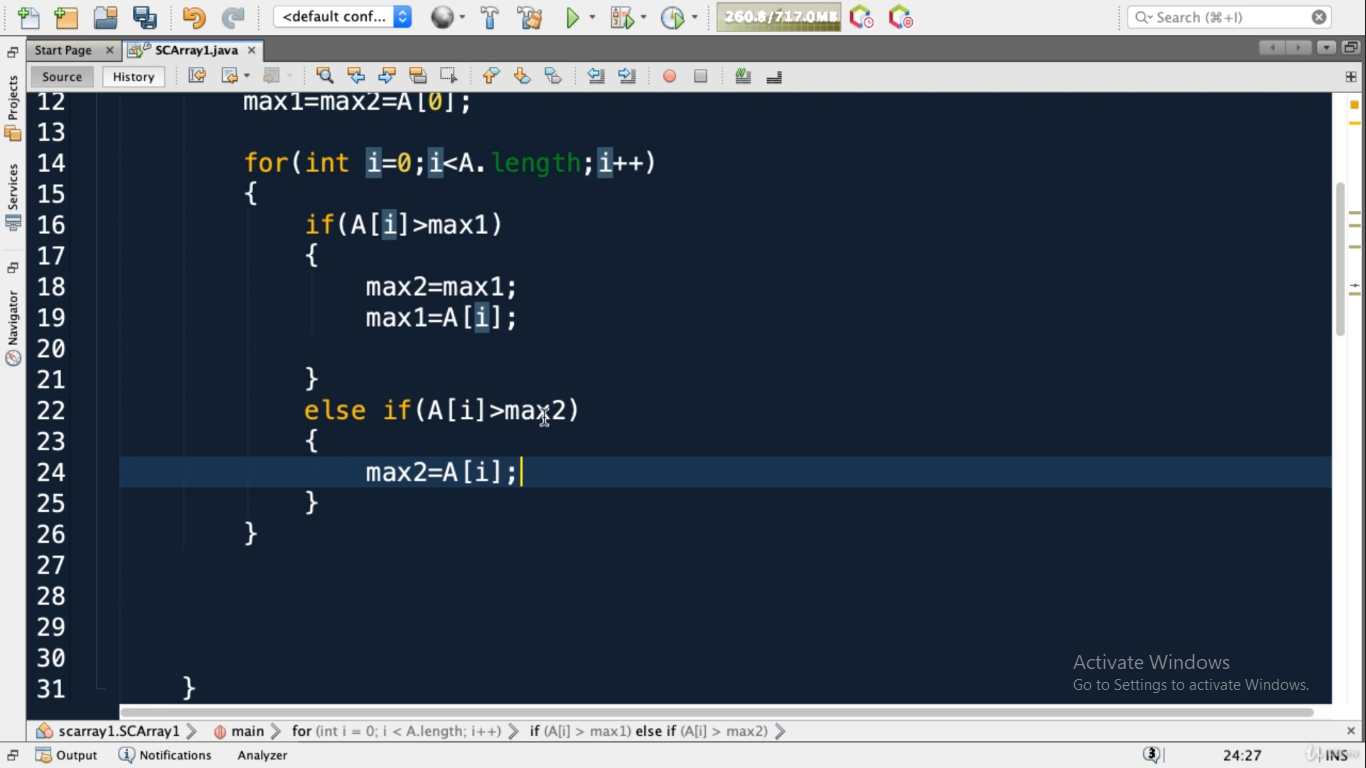 <default conf...
260.8/717.0MB
Search (⌘+I)
Start Page
SCArray1.java
Source
History
Projects
Services
Navigator
12 max1=max2=A[0];
13
14 for(int i=0;i<A.length;i++)
15 {
16 if(A[i]>max1)
17 {
18 max2=max1;
19 max1=A[i];
20
21 }
22 else if(A[i]>max2)
23 {
24 max2=A[i];
25 }
26 }
27
28
29
30
31 }
Activate Windows
Go to Settings to activate Windows.
scarray1.SCArray1
main
for (int i = 0; i < A.length; i++)
if (A[i] > max1) else if (A[i] > max2)
Output
Notifications
Analyzer
3
24:27
INS